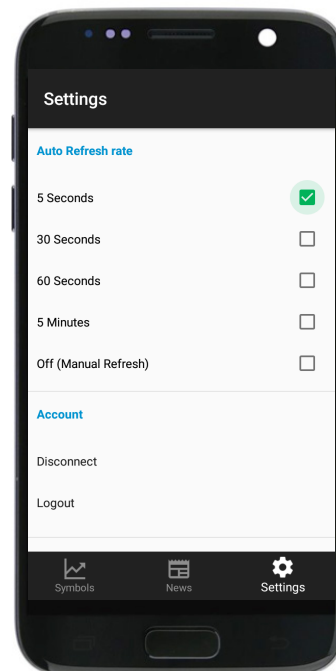 Settings
Auto Refresh rate
5 Seconds
30 Seconds
60 Seconds
5 Minutes
Off (Manual Refresh)
Account
Disconnect
Logout
Symbols
News
Settings